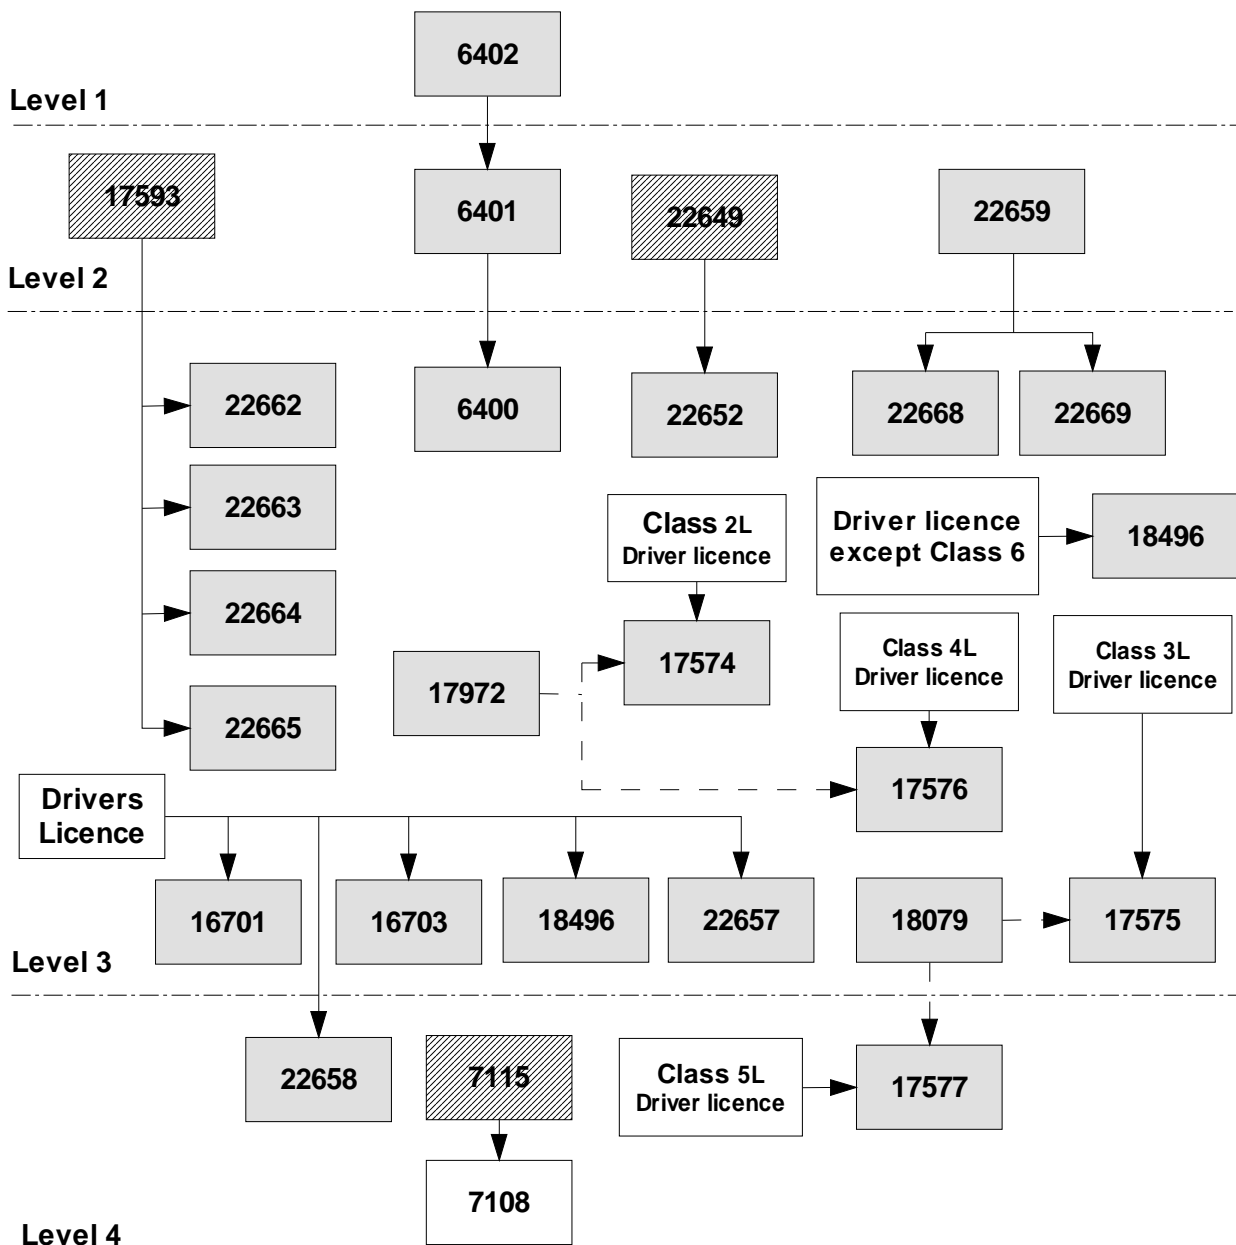 6402
Level 1
17593
6401
22649
22659
Level 2
22662
6400
22652
22668
22669
22663
Class 2L
Driver licence
Driver licence
except Class 6
18496
22664
17972
17574
Class 4L
Driver licence
Class 3L
Driver licence
22665
17576
Drivers
Licence
16701
16703
18496
22657
18079
17575
Level 3
22658
7115
Class 5L
Driver licence
17577
7108
Level 4